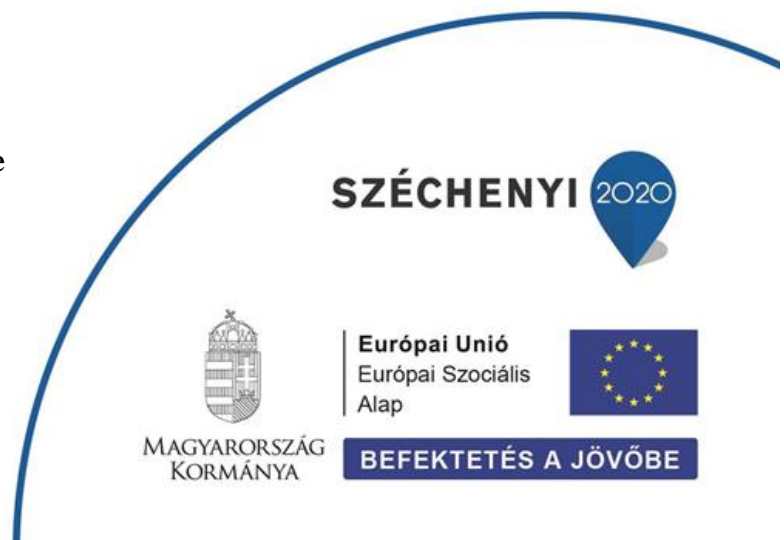 e
SZÉCHENYI 2020
Európai Unió
Európai Szociális
Alap
MAGYARORSZÁG
KORMÁNYA
BEFEKTETÉS A JÖVŐBE